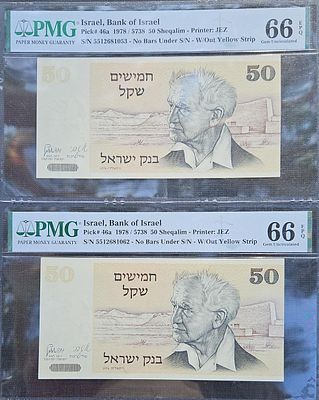 PMG
PAPER MONEY GUARANTY
Israel, Bank of Israel
Pick# 46a 1978 / 5738 50 Sheqalim - Printer: JEZ
S/N 5512681053 - No Bars Under S/N - W/Out Yellow Strip
66 EPQ
Gem Uncirculated
50
חמישים
שקל
50
בנק ישראל
PMG
PAPER MONEY GUARANTY
Israel, Bank of Israel
Pick# 46a 1978 / 5738 50 Sheqalim - Printer: JEZ
S/N 5512681062 - No Bars Under S/N - W/Out Yellow Strip
66 EPQ
Gem Uncirculated
50
חמישים
שקל
50
בנק ישראל